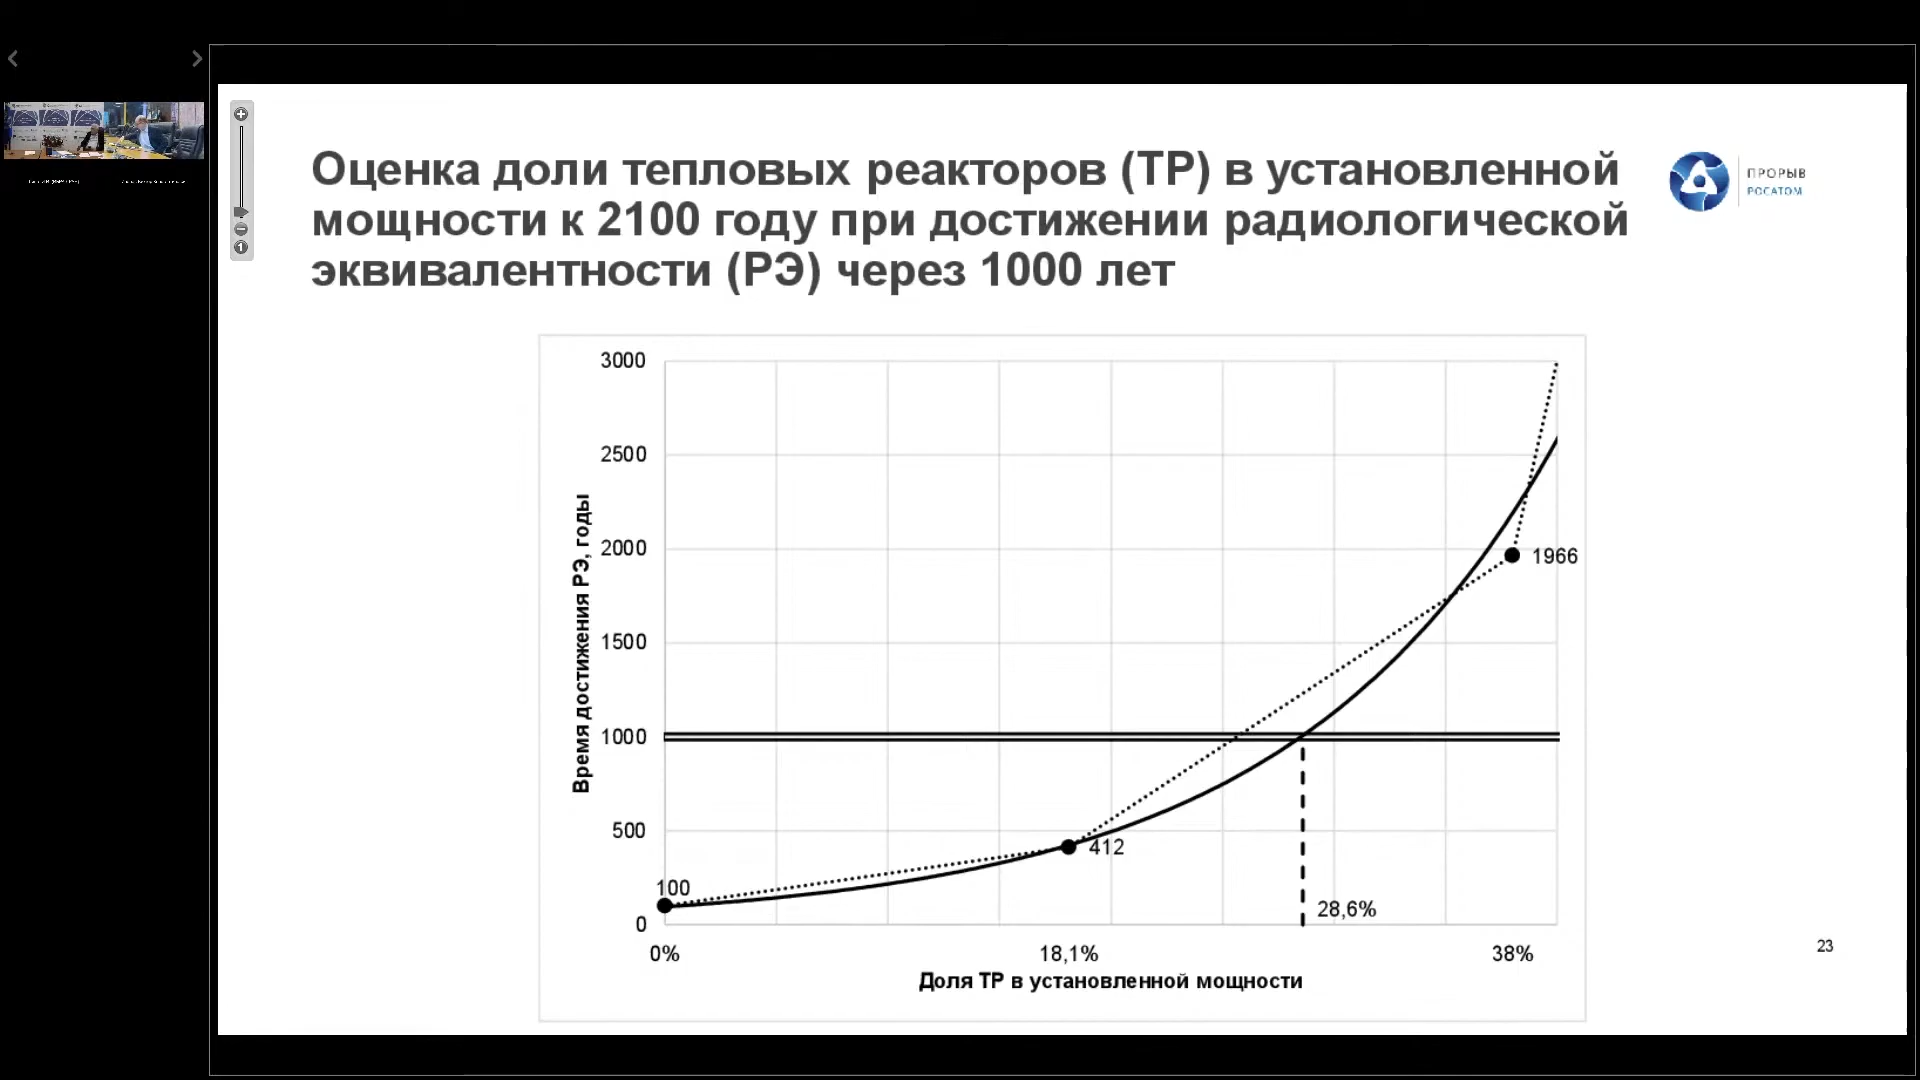 Оценка доли тепловых реакторов (ТР) в установленной
мощности к 2100 году при достижении радиологической
эквивалентности (РЭ) через 1000 лет
ПРОРЫВ
РОСАТОМ
1
3000
2500
2000
1500
1000
500
0
Время достижения РЭ, годы
100
412
1966
28,6%
0%
18,1%
38%
Доля ТР в установленной мощности
23